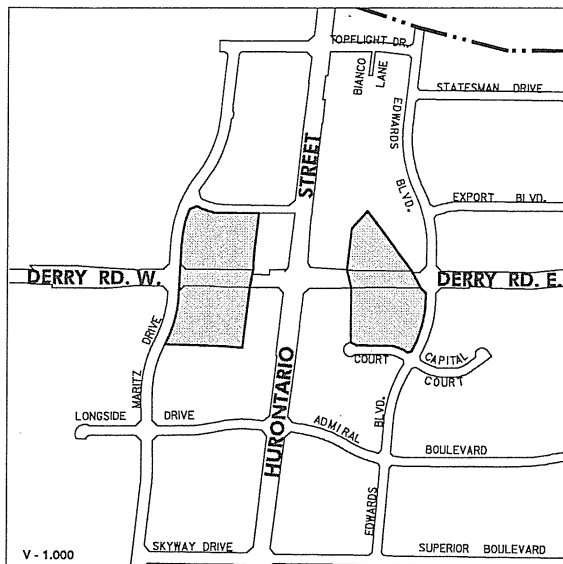 TOPFLIGHT DR.
BIANCO
LANE
STATESMAN DRIVE
EDWARDS
BLVD.
STREET
EXPORT BLVD.
DERRY RD. W.
DERRY RD. E.
MARITZ
DRIVE
HURONTARIO
COURT
CAPITAL
COURT
LONGSIDE DRIVE
ADMIRAL
BOULEVARD
EDWARDS
BLVD.
SKYWAY DRIVE
SUPERIOR BOULEVARD
V - 1.000